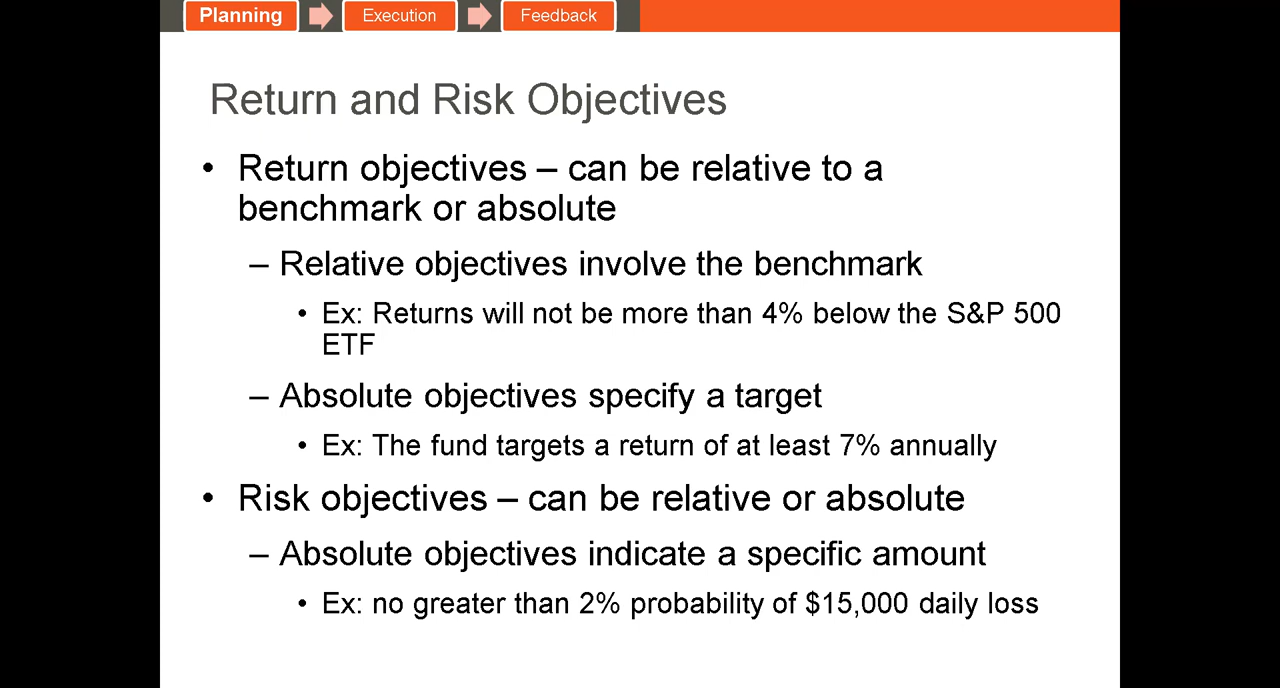 Planning
Execution
Feedback
Return and Risk Objectives
• Return objectives – can be relative to a
benchmark or absolute
– Relative objectives involve the benchmark
• Ex: Returns will not be more than 4% below the S&P 500
ETF
– Absolute objectives specify a target
• Ex: The fund targets a return of at least 7% annually
• Risk objectives – can be relative or absolute
– Absolute objectives indicate a specific amount
• Ex: no greater than 2% probability of $15,000 daily loss